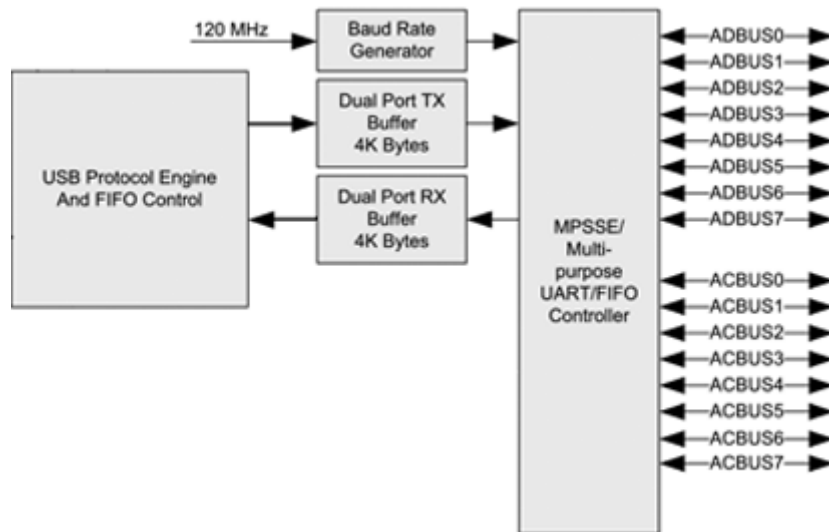 120 MHz
Baud Rate
Generator
Dual Port TX
Buffer
4K Bytes
USB Protocol Engine
And FIFO Control
Dual Port RX
Buffer
4K Bytes
MPSSE/
Multi-
purpose
UART/FIFO
Controller
ADBUS0
ADBUS1
ADBUS2
ADBUS3
ADBUS4
ADBUS5
ADBUS6
ADBUS7
ACBUS0
ACBUS1
ACBUS2
ACBUS3
ACBUS4
ACBUS5
ACBUS6
ACBUS7